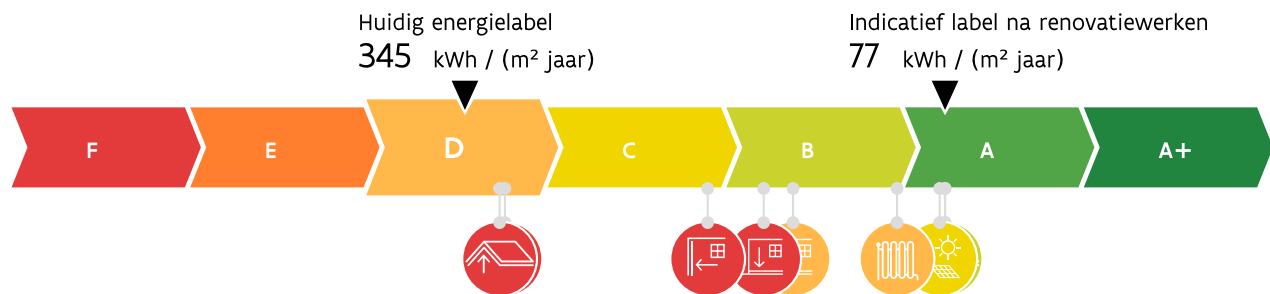 Huidig energielabel
345 kWh / (m² jaar)
Indicatief label na renovatiewerken
77 kWh / (m² jaar)
F
E
D
C
B
A
A+